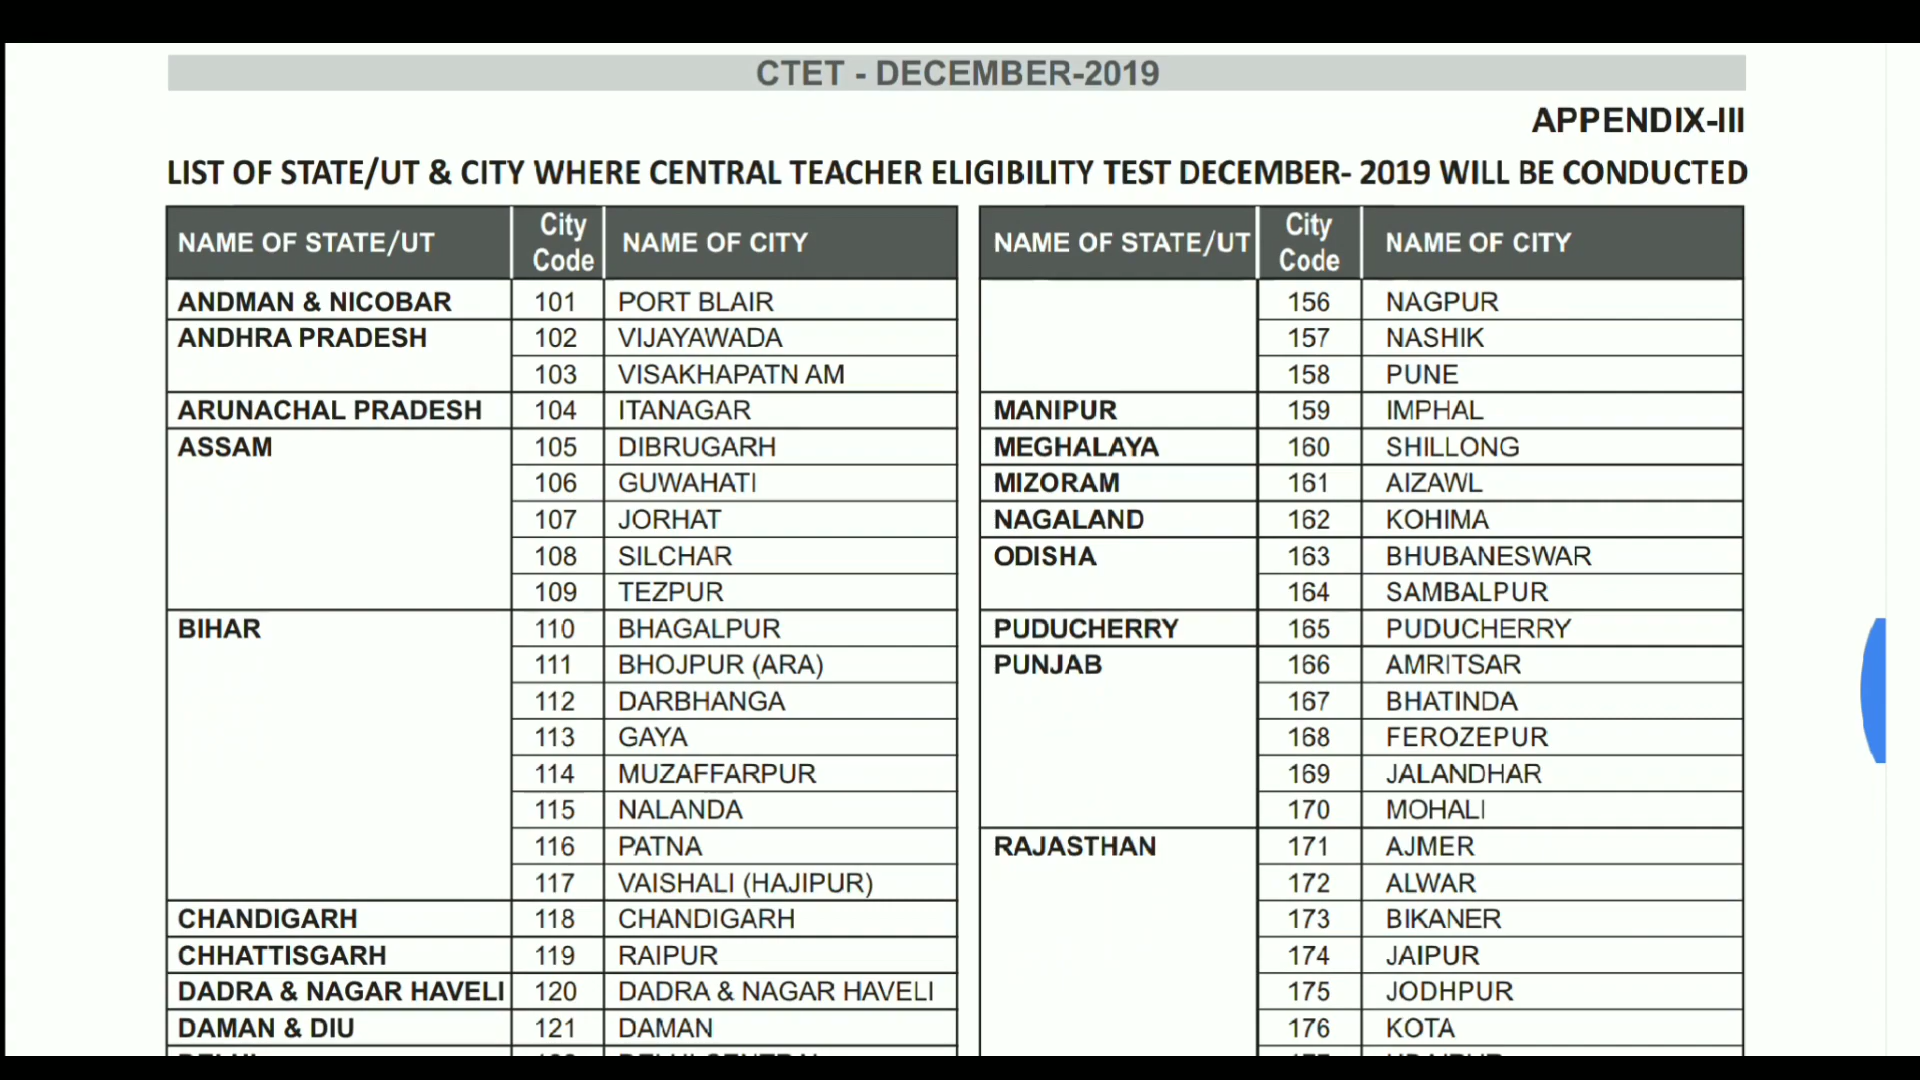 CTET - DECEMBER-2019
APPENDIX-III
LIST OF STATE/UT & CITY WHERE CENTRAL TEACHER ELIGIBILITY TEST DECEMBER- 2019 WILL BE CONDUCTED
NAME OF STATE/UT City Code NAME OF CITY
ANDMAN & NICOBAR 101 PORT BLAIR
ANDHRA PRADESH 102 VIJAYAWADA
103 VISAKHAPATN AM
ARUNACHAL PRADESH 104 ITANAGAR
ASSAM 105 DIBRUGARH
106 GUWAHATI
107 JORHAT
108 SILCHAR
109 TEZPUR
BIHAR 110 BHAGALPUR
111 BHOJPUR (ARA)
112 DARBHANGA
113 GAYA
114 MUZAFFARPUR
115 NALANDA
116 PATNA
117 VAISHALI (HAJIPUR)
CHANDIGARH 118 CHANDIGARH
CHHATTISGARH 119 RAIPUR
DADRA & NAGAR HAVELI 120 DADRA & NAGAR HAVELI
DAMAN & DIU 121 DAMAN
NAME OF STATE/UT City Code NAME OF CITY
156 NAGPUR
157 NASHIK
158 PUNE
MANIPUR 159 IMPHAL
MEGHALAYA 160 SHILLONG
MIZORAM 161 AIZAWL
NAGALAND 162 KOHIMA
ODISHA 163 BHUBANESWAR
164 SAMBALPUR
PUDUCHERRY 165 PUDUCHERRY
PUNJAB 166 AMRITSAR
167 BHATINDA
168 FEROZEPUR
169 JALANDHAR
170 MOHALI
RAJASTHAN 171 AJMER
172 ALWAR
173 BIKANER
174 JAIPUR
175 JODHPUR
176 KOTA